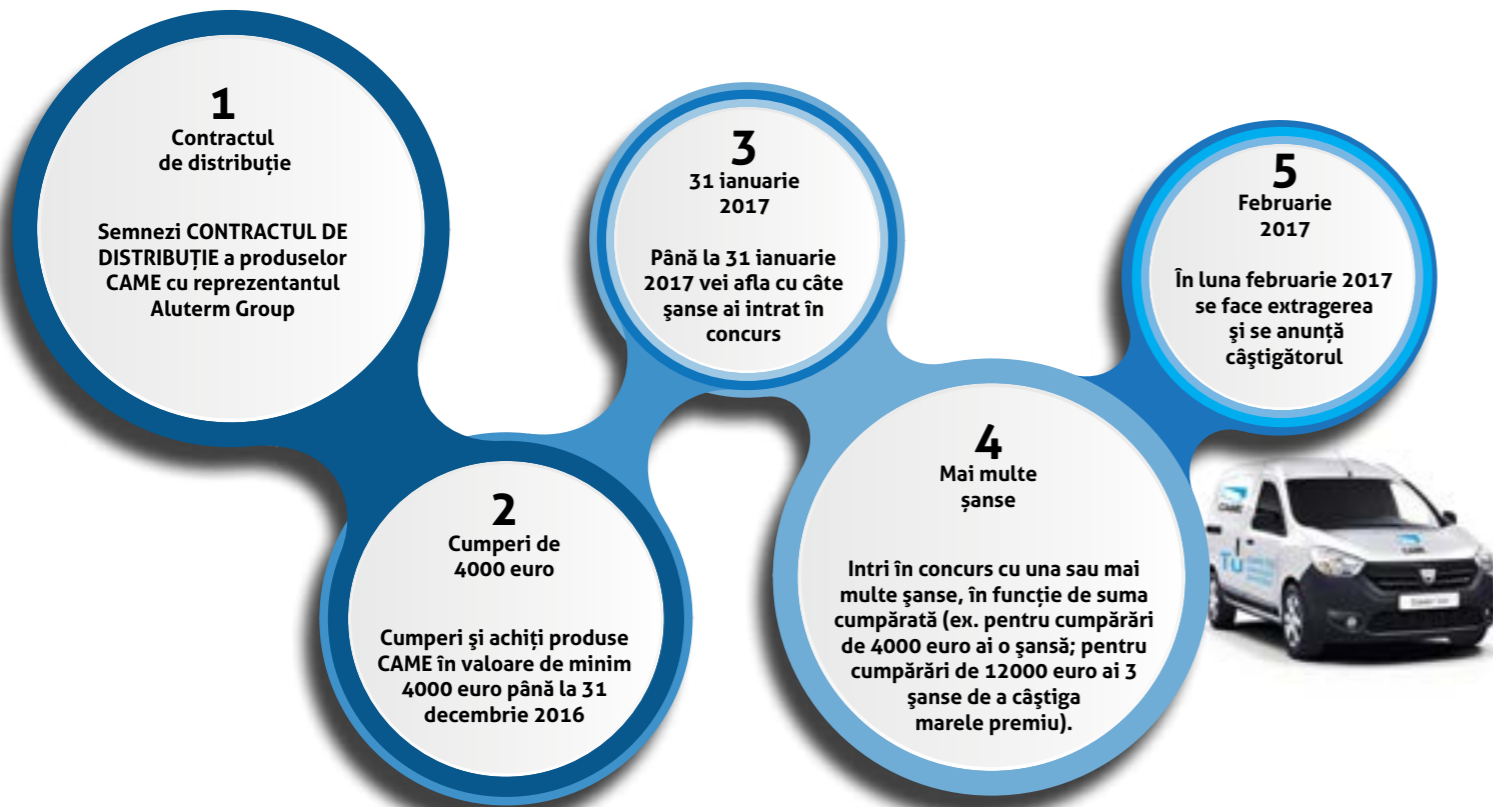 1
Contractul
de distribuție
Semnezi CONTRACTUL DE
DISTRIBUȚIE a produselor
CAME cu reprezentantul
Aluterm Group
2
Cumperi de
4000 euro
Cumperi şi achiți produse
CAME în valoare de minim
4000 euro până la 31
decembrie 2016
3
31 ianuarie
2017
Până la 31 ianuarie
2017 vei afla cu câte
şanse ai intrat în
concurs
4
Mai multe
șanse
Intri în concurs cu una sau mai
multe şanse, în funcție de suma
cumpărată (ex. pentru cumpărări
de 4000 euro ai o şansă; pentru
cumpărări de 12000 euro ai 3
şanse de a câştiga
marele premiu).
5
Februarie
2017
În luna februarie 2017
se face extragerea
şi se anunță
câştigătorul
CAME
CAME
TU